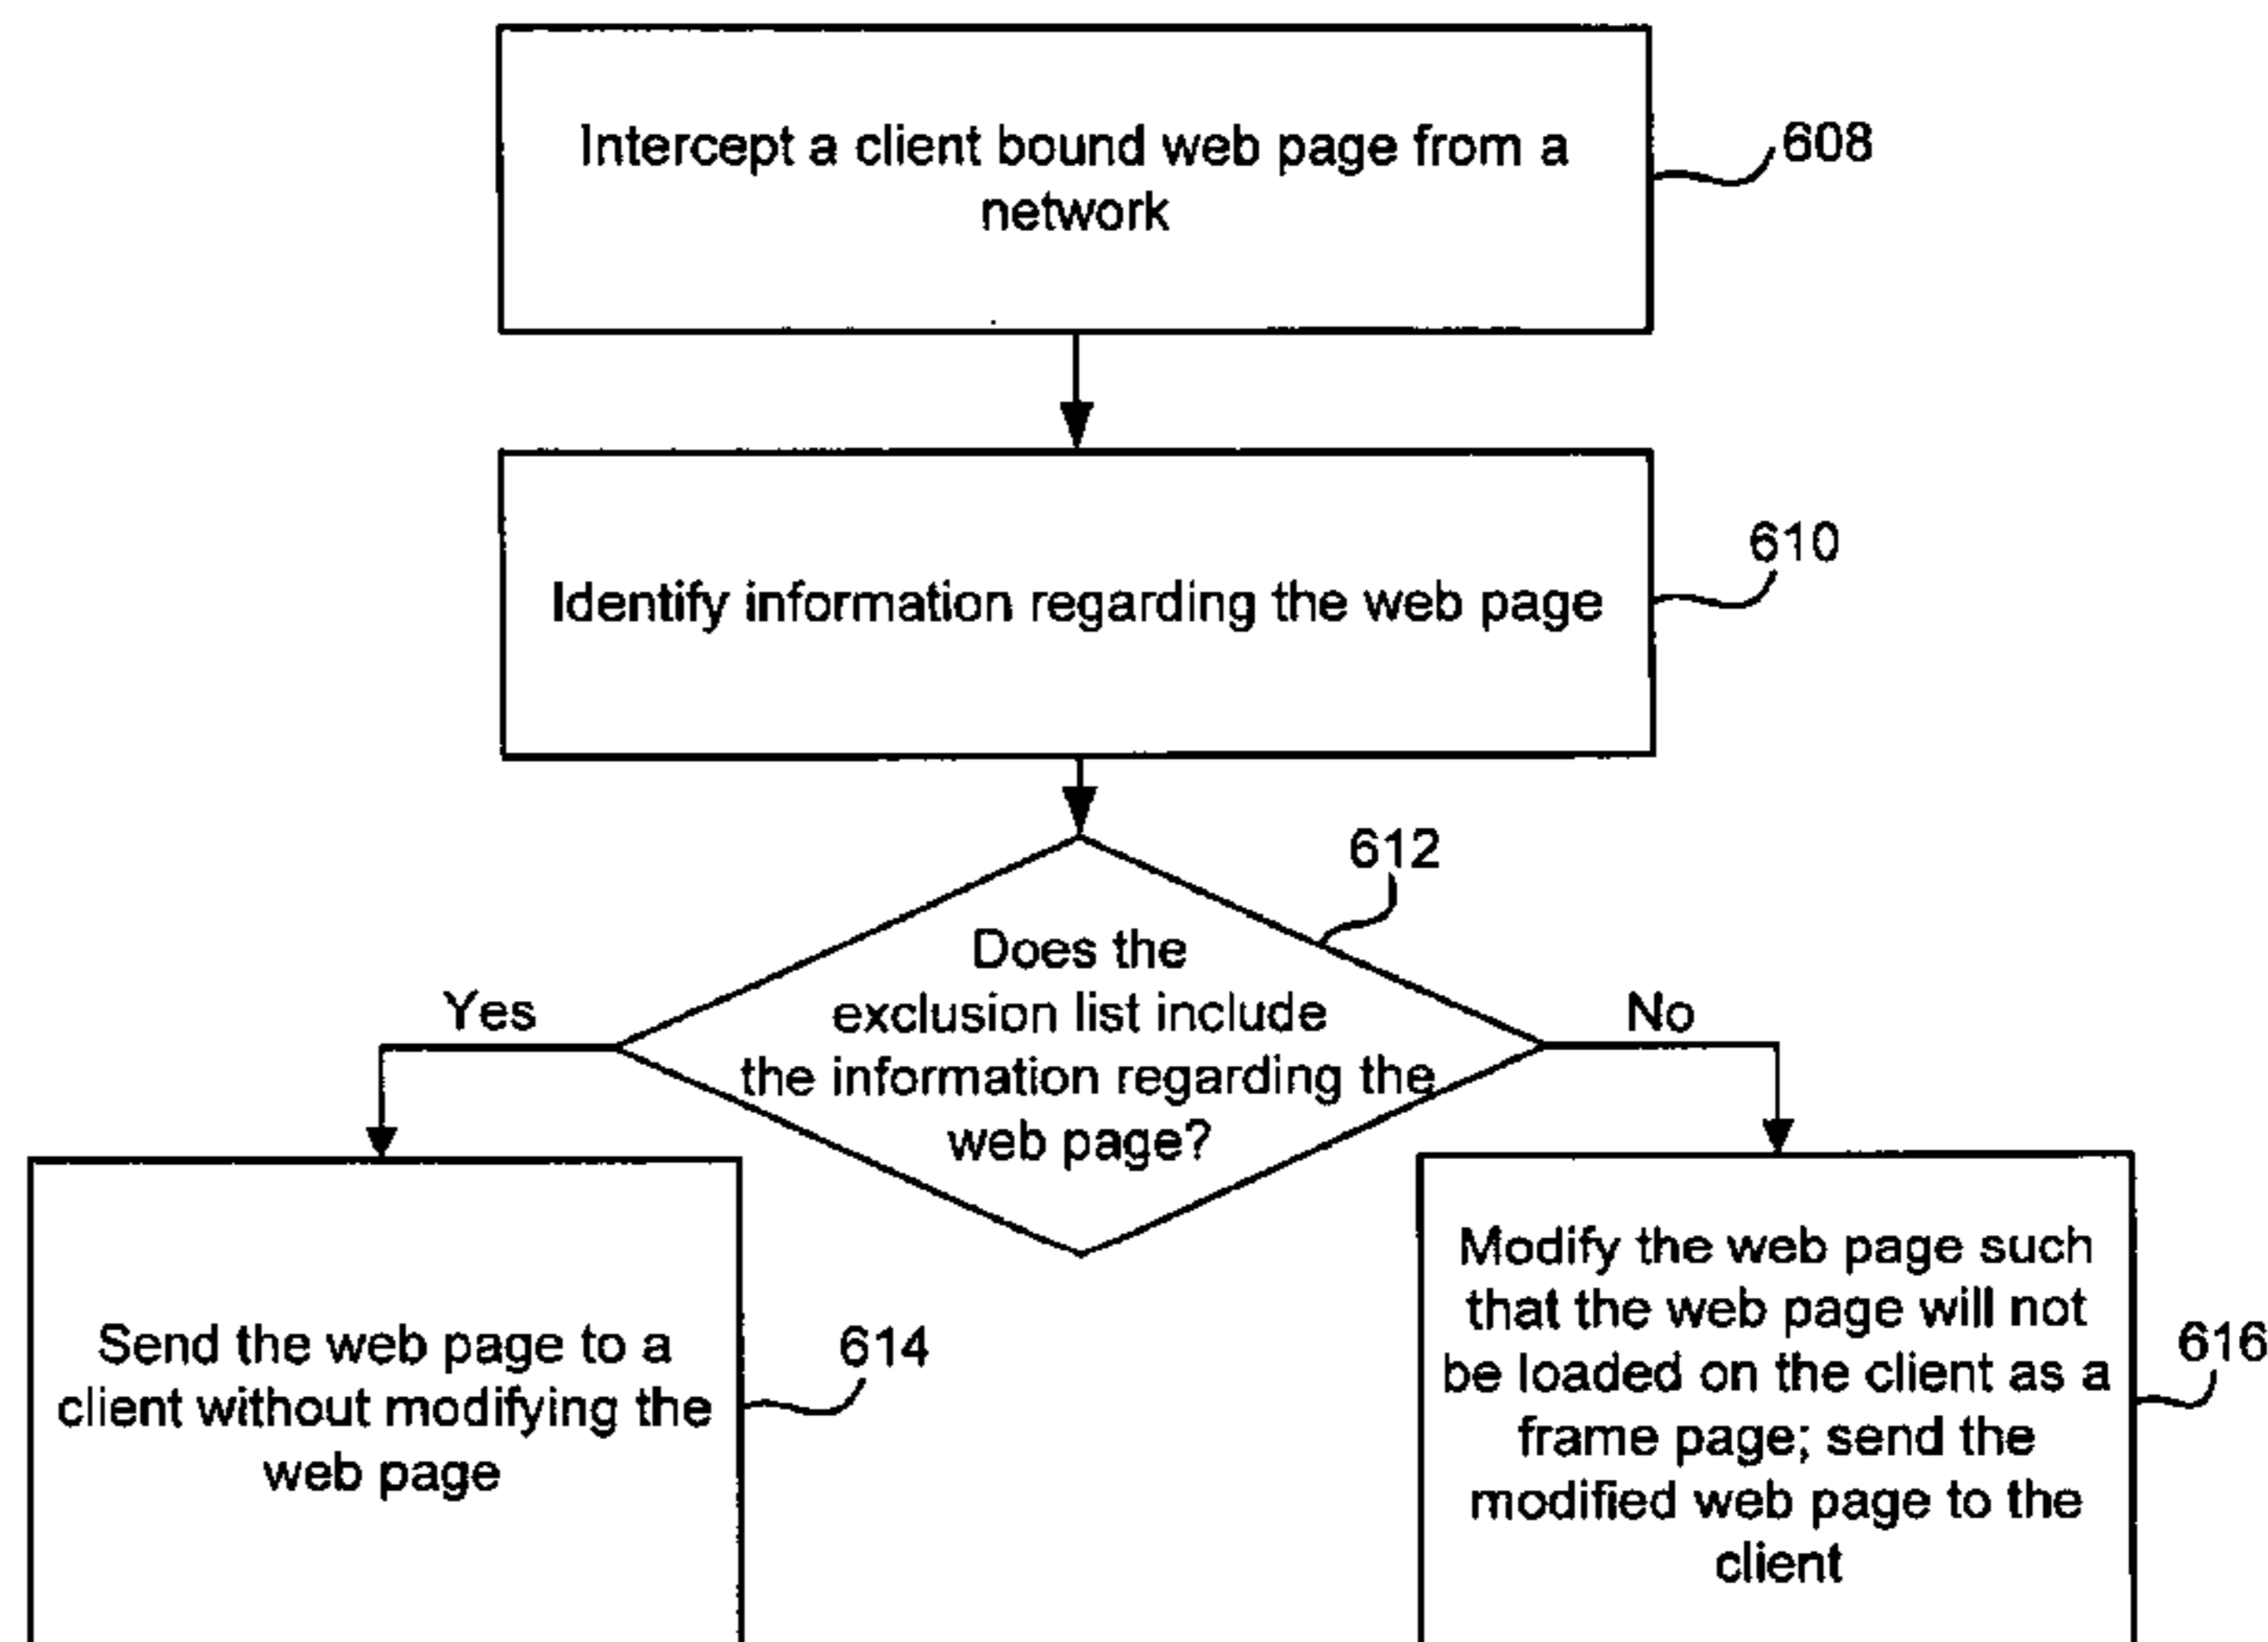 Intercept a client bound web page from a
network
608
Identify information regarding the web page
610
612
Does the
exclusion list include
the information regarding the
web page?
Yes
No
Send the web page to a
client without modifying the
web page
614
Modify the web page such
that the web page will not
be loaded on the client as a
frame page; send the
modified web page to the
client
616